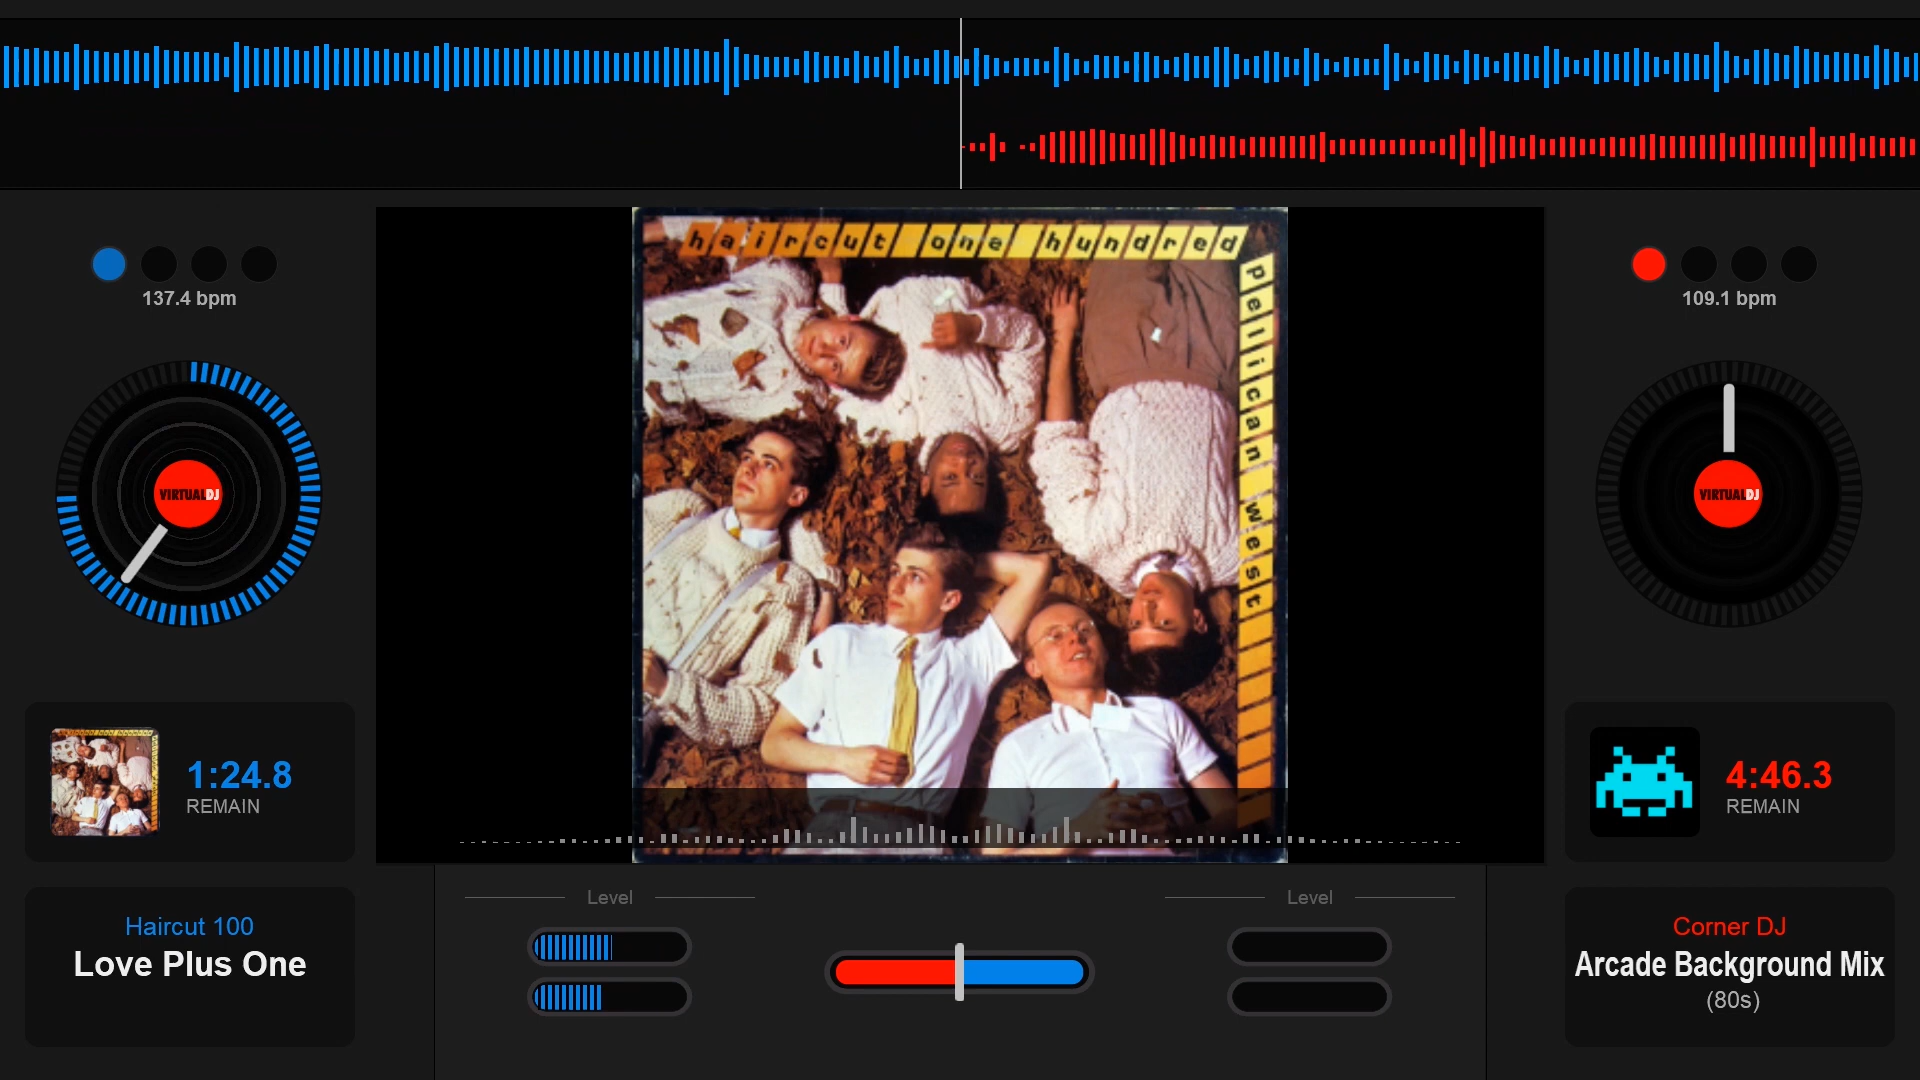 haircut one hundred
pelican west
137.4 bpm
109.1 bpm
VIRTUALDJ
VIRTUALDJ
1:24.8
REMAIN
4:46.3
REMAIN
Level
Level
Haircut 100
Love Plus One
Corner DJ
Arcade Background Mix
(80s)